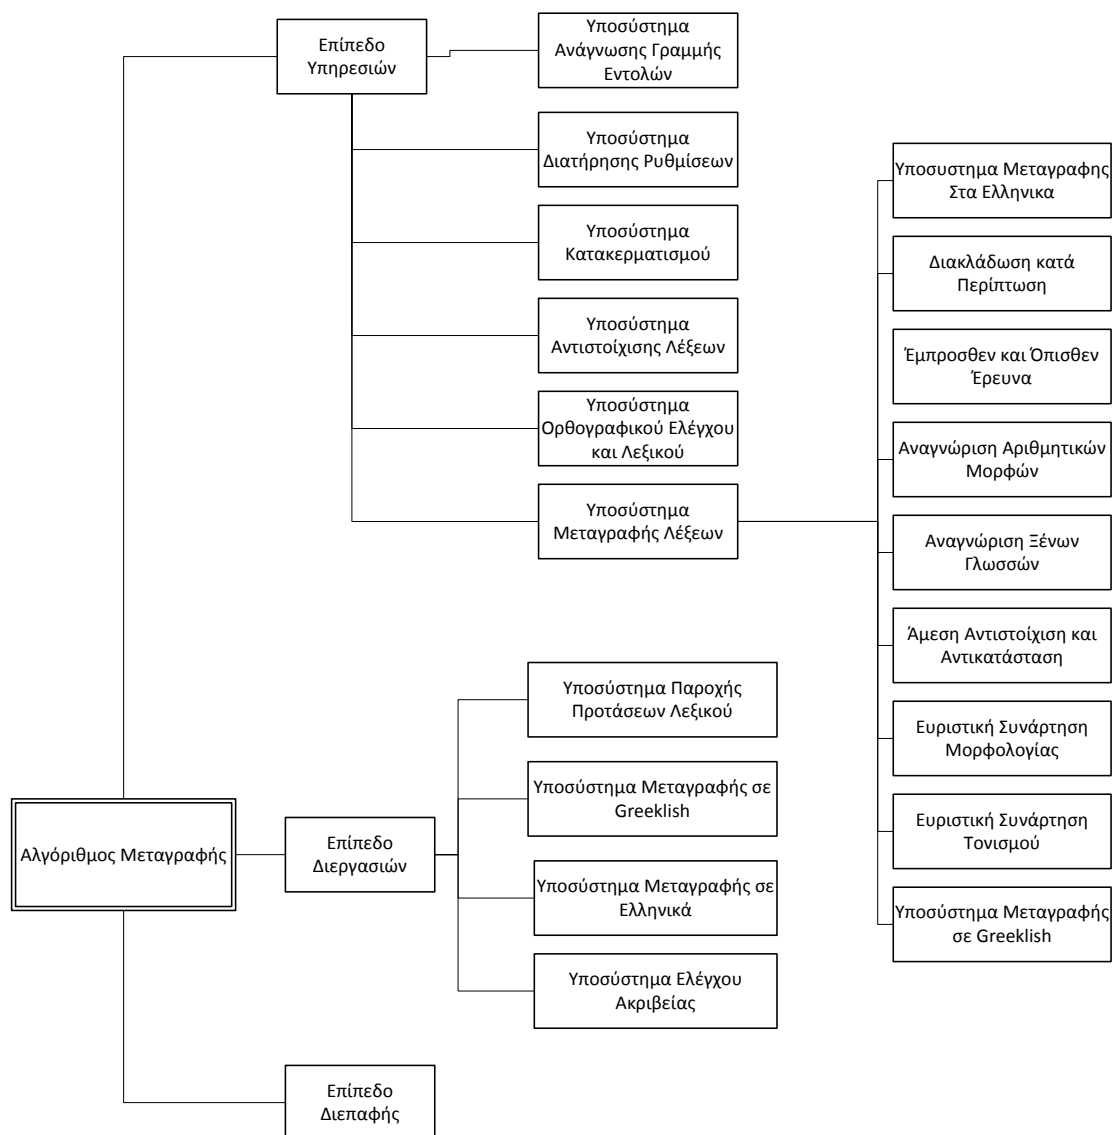 Επίπεδο
Υπηρεσιών
Υποσύστημα
Ανάγνωσης Γραμμής
Εντολών
Υποσύστημα
Διατήρησης Ρυθμίσεων
Υποσύστημα
Κατακερματισμού
Υποσύστημα
Αντιστοίχισης Λέξεων
Υποσύστημα
Ορθογραφικού Ελέγχου
και Λεξικού
Υποσύστημα
Μεταγραφής Λέξεων
Υποσυστημα Μεταγραφης
Στα Ελληνικα
Διακλάδωση κατά
Περίπτωση
Έμπροσθεν και Όπισθεν
Έρευνα
Αναγνώριση Αριθμητικών
Μορφών
Αναγνώριση Ξένων
Γλωσσών
Άμεση Αντιστοίχιση και
Αντικατάσταση
Ευριστική Συνάρτηση
Μορφολογίας
Ευριστική Συνάρτηση
Τονισμού
Υποσύστημα Μεταγραφής
σε Greeklish
Αλγόριθμος Μεταγραφής
Επίπεδο
Διεργασιών
Υποσύστημα Παροχής
Προτάσεων Λεξικού
Υποσύστημα Μεταγραφής σε
Greeklish
Υποσύστημα Μεταγραφής σε
Ελληνικά
Υποσύστημα Ελέγχου
Ακριβείας
Επίπεδο
Διεπαφής